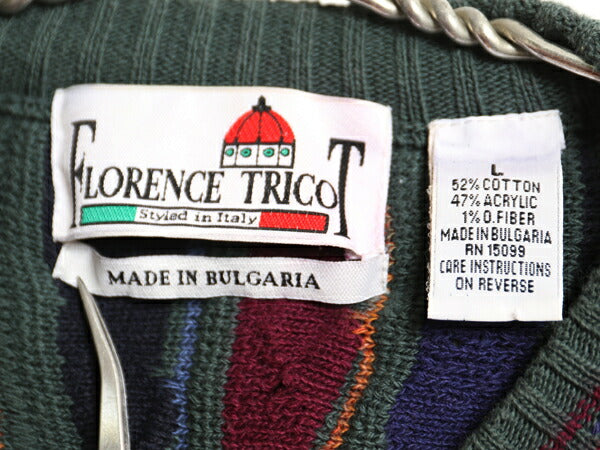 FLORENCE TRICOT
Styled in Italy
MADE IN BULGARIA
L
52% COTTON
47% ACRYLIC
1% O.FIBER
MADE IN BULGARIA
RN 15099
CARE INSTRUCTIONS
ON REVERSE